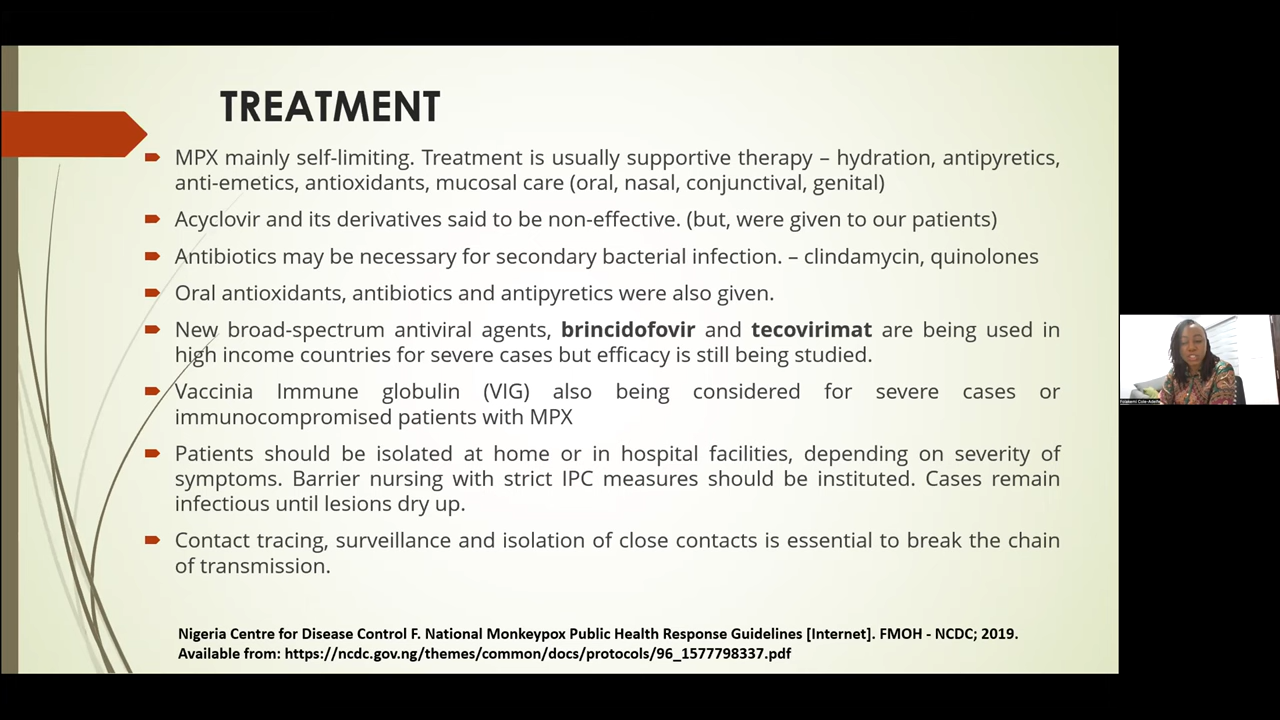 TREATMENT
MPX mainly self-limiting. Treatment is usually supportive therapy – hydration, antipyretics,
anti-emetics, antioxidants, mucosal care (oral, nasal, conjunctival, genital)
Acyclovir and its derivatives said to be non-effective. (but, were given to our patients)
Antibiotics may be necessary for secondary bacterial infection. – clindamycin, quinolones
Oral antioxidants, antibiotics and antipyretics were also given.
New broad-spectrum antiviral agents, brincidofovir and tecovirimat are being used in
high income countries for severe cases but efficacy is still being studied.
Vaccinia Immune globulin (VIG) also being considered for severe cases or
immunocompromised patients with MPX
Patients should be isolated at home or in hospital facilities, depending on severity of
symptoms. Barrier nursing with strict IPC measures should be instituted. Cases remain
infectious until lesions dry up.
Contact tracing, surveillance and isolation of close contacts is essential to break the chain
of transmission.
Nigeria Centre for Disease Control F. National Monkeypox Public Health Response Guidelines [Internet]. FMOH - NCDC; 2019.
Available from: https://ncdc.gov.ng/themes/common/docs/protocols/96_1577798337.pdf